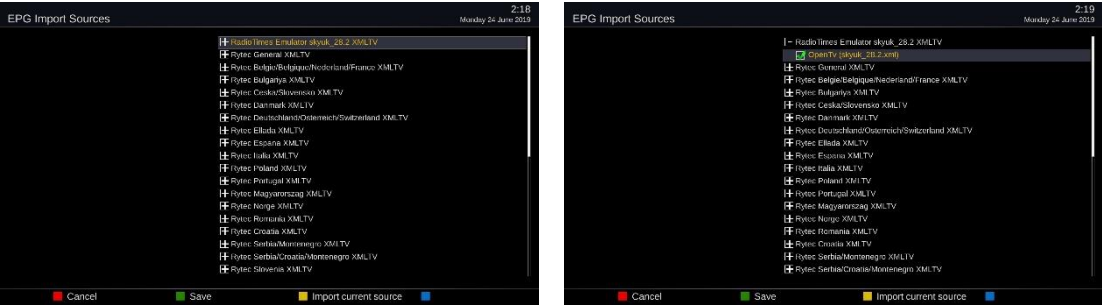 EPG Import Sources
2:18
Monday 24 June 2019
RadioTimes Emulator skyuk_28.2 XMLTV
Rytec General XMLTV
Rytec Belgie/Belgique/Nederland/France XMLTV
Rytec Bulgariya XMLTV
Rytec Ceska/Slovensko XMLTV
Rytec Danmark XMLTV
Rytec Deutschland/Osterreich/Switzerland XMLTV
Rytec Ellada XMLTV
Rytec Espana XMLTV
Rytec Italia XMLTV
Rytec Poland XMLTV
Rytec Portugal XMLTV
Rytec Magyarorszag XMLTV
Rytec Norge XMLTV
Rytec Romania XMLTV
Rytec Croatia XMLTV
Rytec Serbia/Montenegro XMLTV
Rytec Serbia/Croatia/Montenegro XMLTV
Rytec Slovenia XMLTV
Cancel
Save
Import current source
EPG Import Sources
2:19
Monday 24 June 2019
RadioTimes Emulator skyuk_28.2 XMLTV
OpenTv (skyuk_28.2.xml)
Rytec General XMLTV
Rytec Belgie/Belgique/Nederland/France XMLTV
Rytec Bulgariya XMLTV
Rytec Ceska/Slovensko XMLTV
Rytec Danmark XMLTV
Rytec Deutschland/Osterreich/Switzerland XMLTV
Rytec Ellada XMLTV
Rytec Espana XMLTV
Rytec Italia XMLTV
Rytec Poland XMLTV
Rytec Portugal XMLTV
Rytec Magyarorszag XMLTV
Rytec Norge XMLTV
Rytec Romania XMLTV
Rytec Croatia XMLTV
Rytec Serbia/Montenegro XMLTV
Rytec Serbia/Croatia/Montenegro XMLTV
Cancel
Save
Import current source